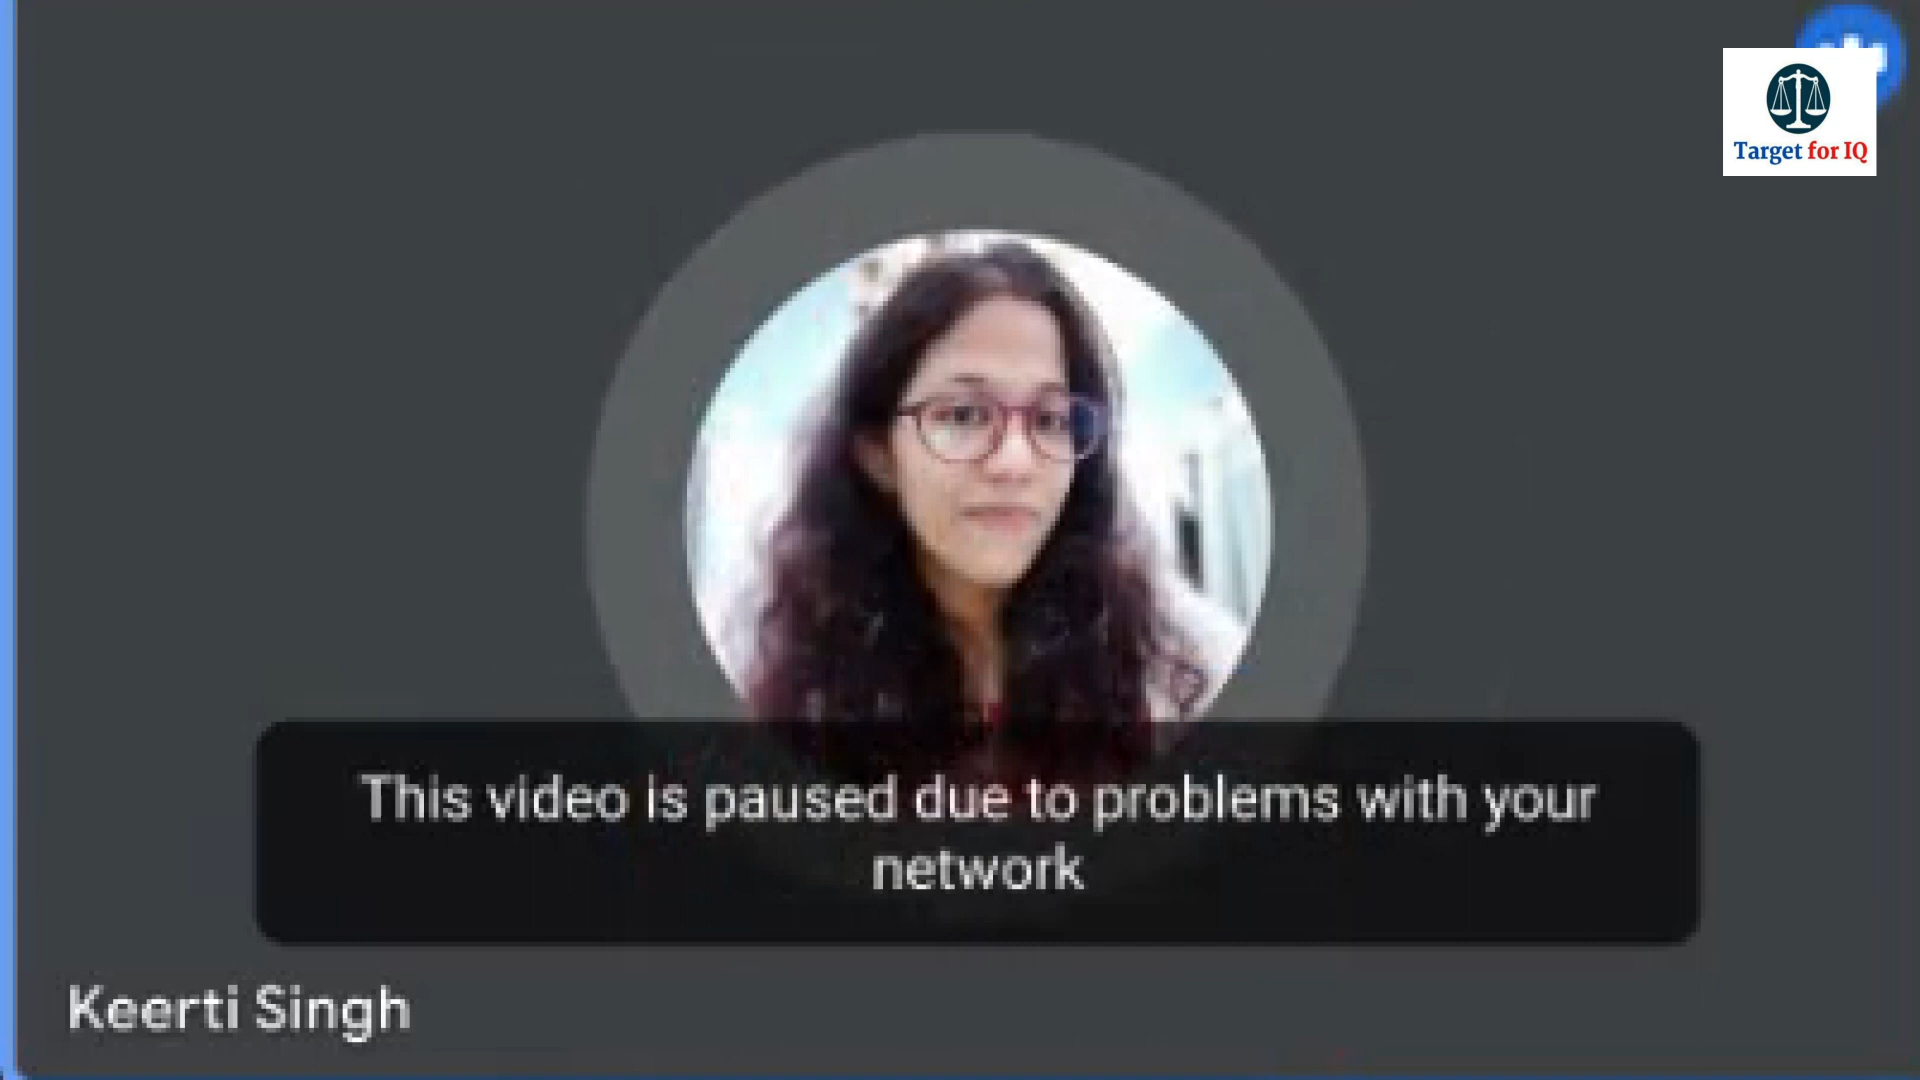 Target for IQ
This video is paused due to problems with your
network
Keerti Singh